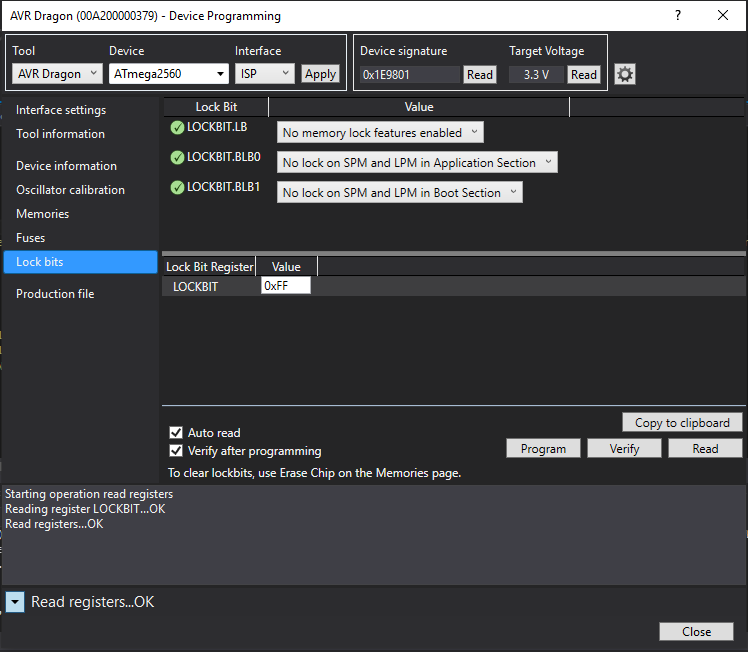 AVR Dragon (00A200000379) - Device Programming
Tool Device Interface Device signature Target Voltage
AVR Dragon ATmega2560 ISP Apply 0x1E9801 Read 3.3 V Read
Interface settings
Tool information
Device information
Oscillator calibration
Memories
Fuses
Lock bits
Production file
Lock Bit Value
LOCKBIT.LB No memory lock features enabled
LOCKBIT.BLB0 No lock on SPM and LPM in Application Section
LOCKBIT.BLB1 No lock on SPM and LPM in Boot Section
Lock Bit Register Value
LOCKBIT 0xFF
Copy to clipboard
Auto read
Verify after programming
Program Verify Read
To clear lockbits, use Erase Chip on the Memories page.
Starting operation read registers
Reading register LOCKBIT...OK
Read registers...OK
Read registers...OK
Close